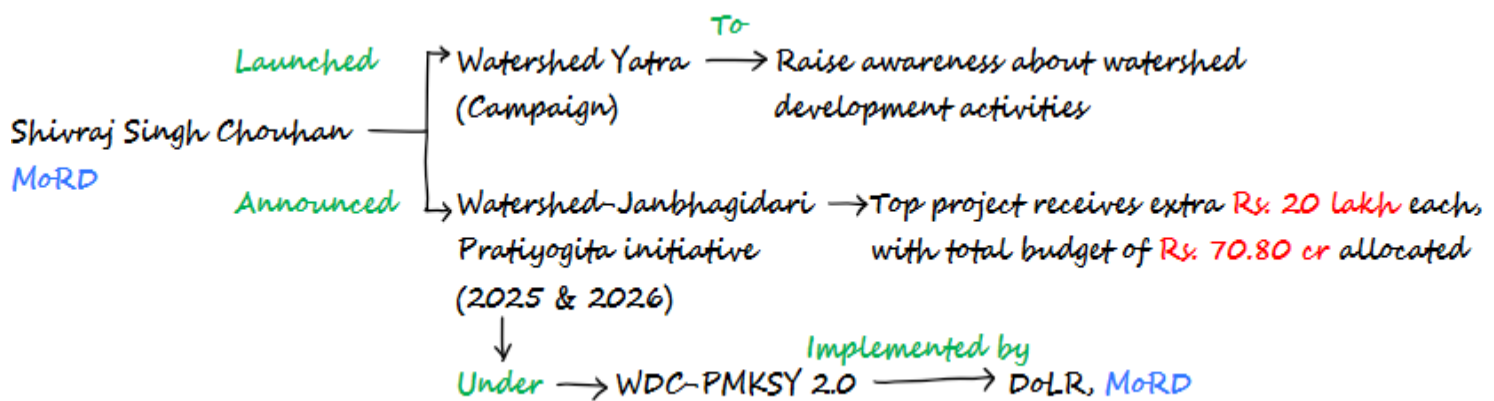 To
Launched
Watershed Yatra
Raise awareness about watershed
(Campaign)
development activities
Shivraj Singh Chouhan
MoRD
Announced
Watershed-Janbhagidari
Top project receives extra Rs. 20 lakh each,
Pratiyogita initiative
with total budget of Rs. 70.80 cr allocated
(2025 & 2026)
Implemented by
Under
WDC-PMKSY 2.0
DoLR, MoRD